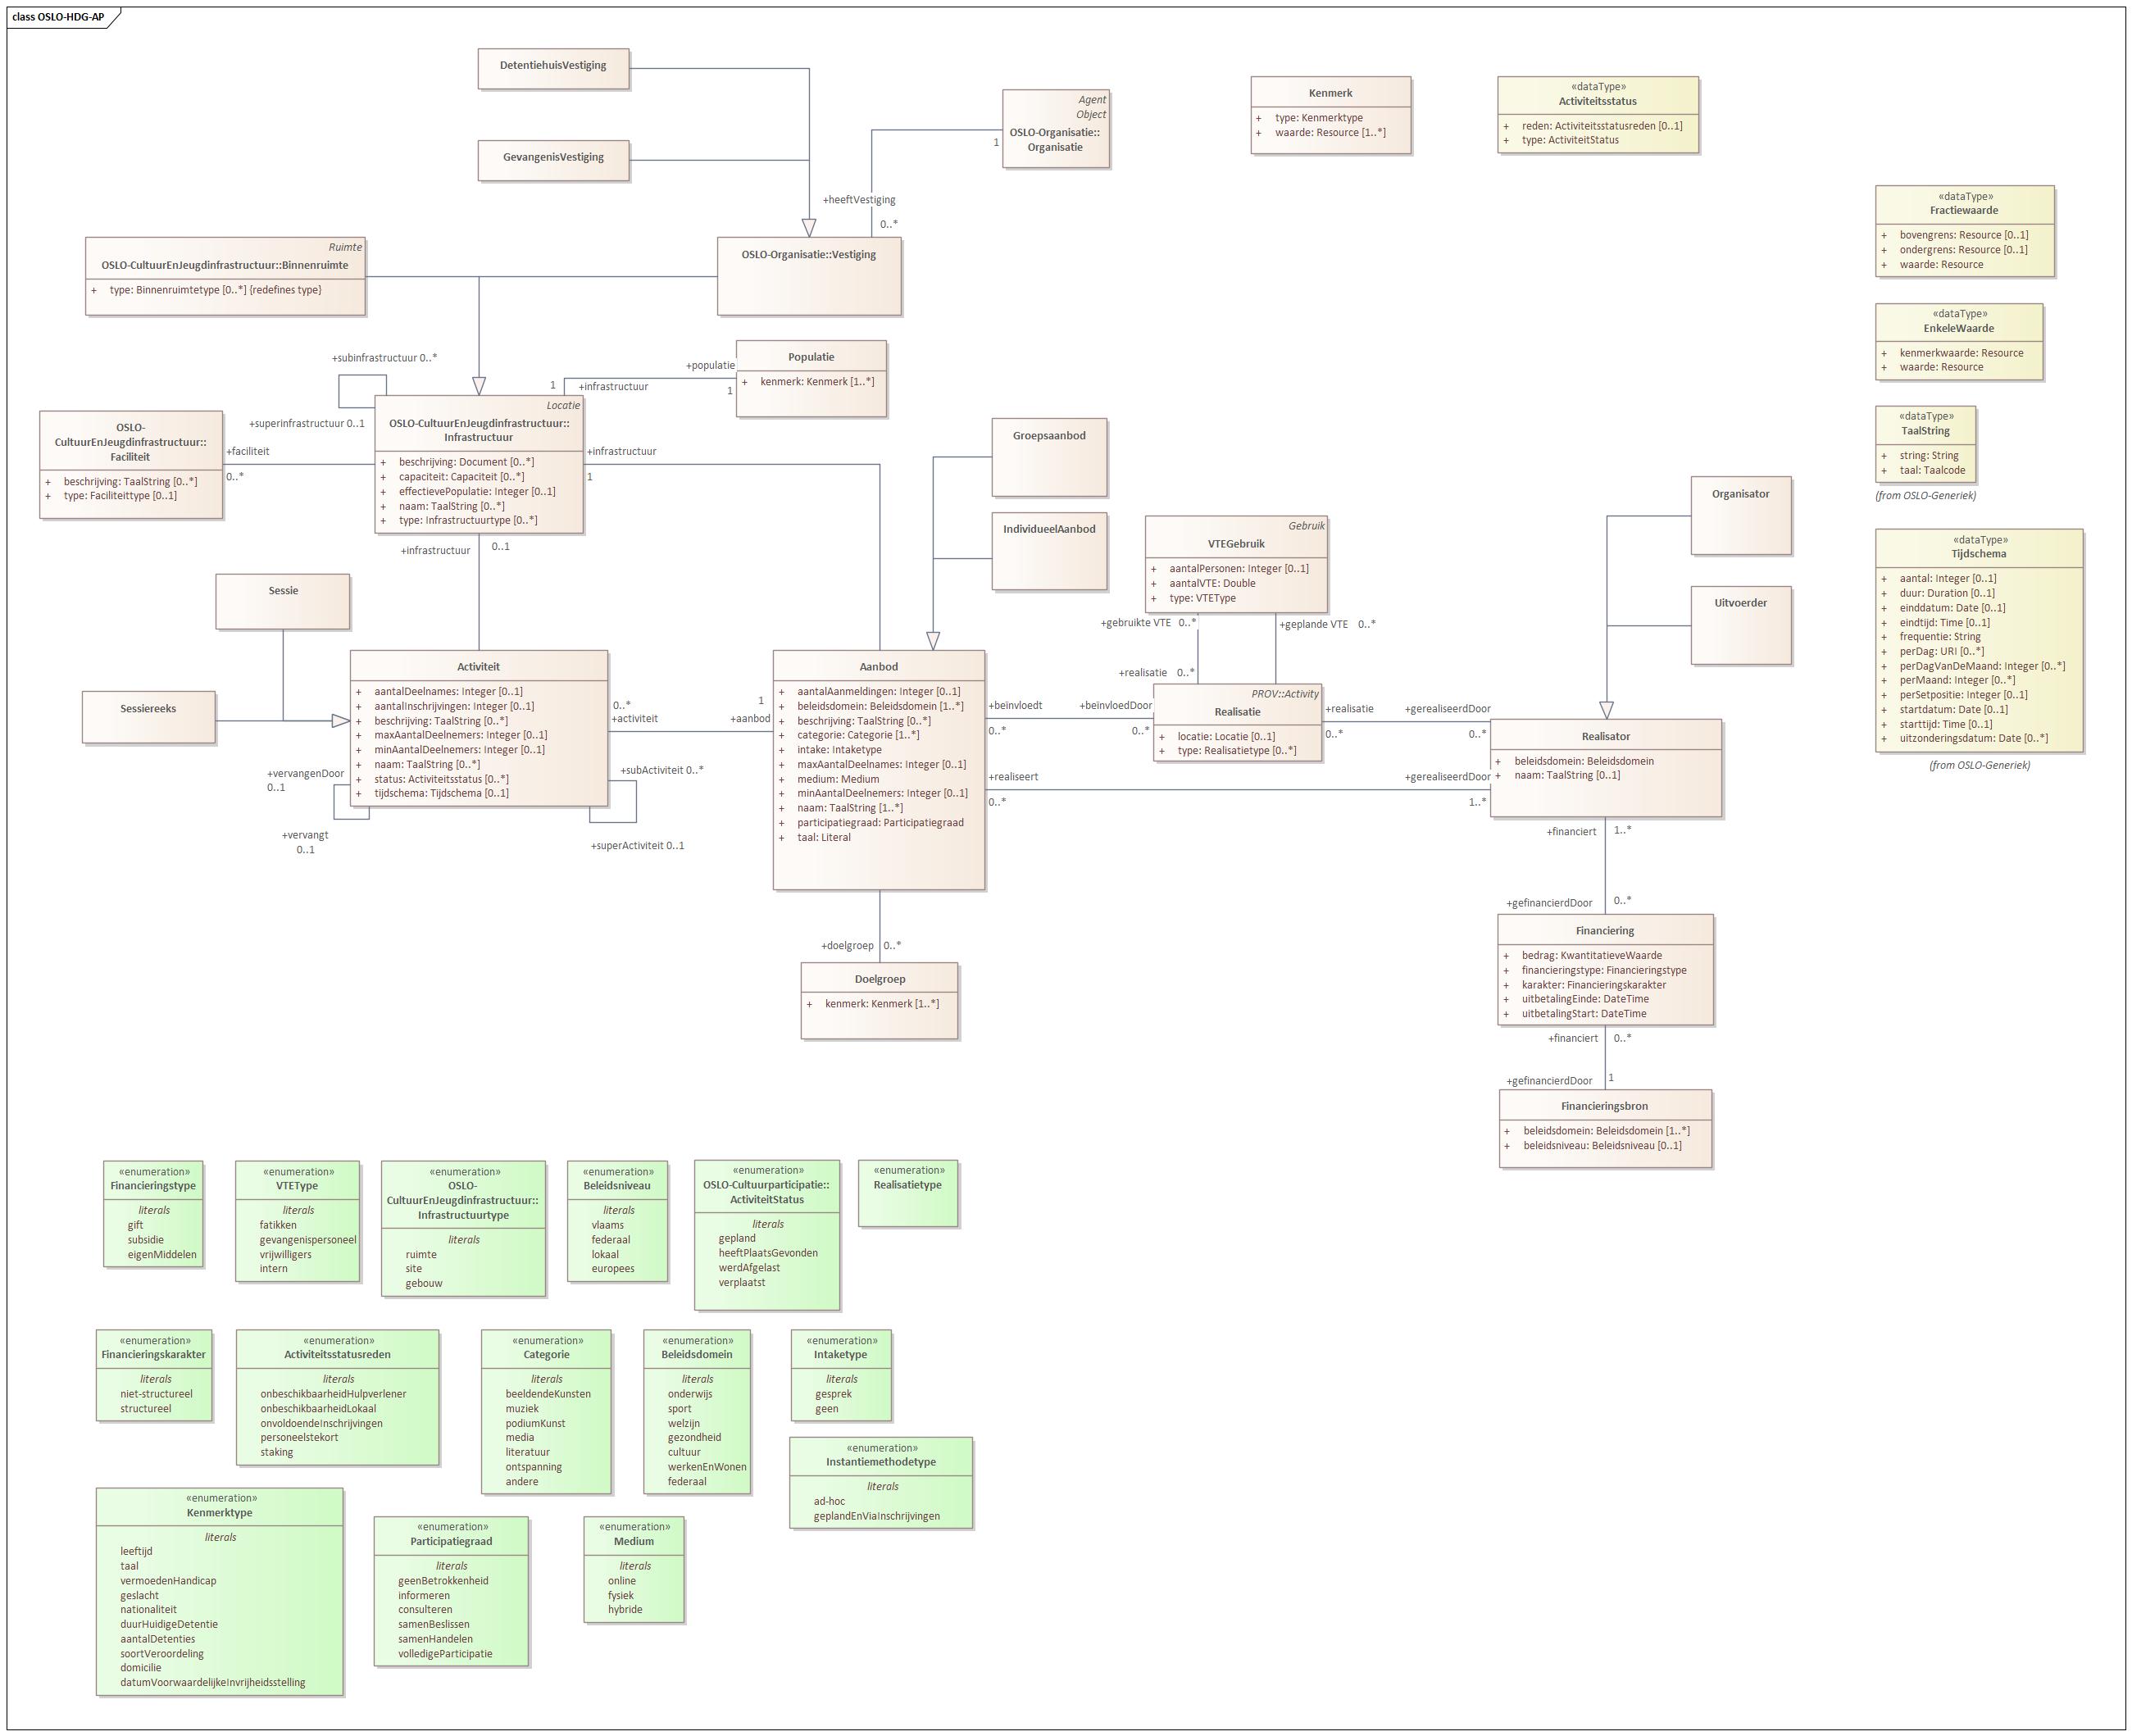 class OSLO-HDG-AP
DetentiehuisVestiging
GevangenisVestiging
Agent
Object
OSLO-Organisatie::
Organisatie
1
+heeftVestiging
0..*
Kenmerk
+ type: Kenmerktype
+ waarde: Resource [1..*]
«dataType»
Activiteitsstatus
+ reden: Activiteitsstatusreden [0..1]
+ type: ActiviteitStatus
«dataType»
Fractiewaarde
+ bovengrens: Resource [0..1]
+ ondergrens: Resource [0..1]
+ waarde: Resource
«dataType»
EnkeleWaarde
+ kenmerkwaarde: Resource
+ waarde: Resource
«dataType»
TaalString
+ string: String
+ taal: Taalcode
(from OSLO-Generiek)
«dataType»
Tijdschema
+ aantal: Integer [0..1]
+ duur: Duration [0..1]
+ einddatum: Date [0..1]
+ eindtijd: Time [0..1]
+ frequentie: String
+ perDag: URI [0..*]
+ perDagVanDeMaand: Integer [0..*]
+ perMaand: Integer [0..*]
+ perSetpositie: Integer [0..1]
+ startdatum: Date [0..1]
+ starttijd: Time [0..1]
+ uitzonderingsdatum: Date [0..*]
(from OSLO-Generiek)
Ruimte
OSLO-CultuurEnJeugdinfrastructuur::Binnenruimte
+ type: Binnenruimtetype [0..*] {redefines type}
OSLO-Organisatie::Vestiging
+subinfrastructuur 0..*
+superinfrastructuur 0..1
1
+infrastructuur
+populatie
1
Populatie
+ kenmerk: Kenmerk [1..*]
OSLO-
CultuurEnJeugdinfrastructuur::
Faciliteit
+ beschrijving: TaalString [0..*]
+ type: Faciliteittype [0..1]
+faciliteit
0..*
Locatie
OSLO-CultuurEnJeugdinfrastructuur::
Infrastructuur
+ beschrijving: Document [0..*]
+ capaciteit: Capaciteit [0..*]
+ effectievePopulatie: Integer [0..1]
+ naam: TaalString [0..*]
+ type: Infrastructuurtype [0..*]
+infrastructuur
1
+infrastructuur
0..1
Groepsaanbod
IndividueelAanbod
Gebruik
VTEGebruik
+ aantalPersonen: Integer [0..1]
+ aantalVTE: Double
+ type: VTEType
+gebruikte VTE 0..*
+geplande VTE 0..*
+realisatie 0..*
Organisator
Uitvoerder
Sessie
Sessiereeks
Activiteit
+ aantalDeelnames: Integer [0..1]
+ aantalInschrijvingen: Integer [0..1]
+ beschrijving: TaalString [0..*]
+ maxAantalDeelnemers: Integer [0..1]
+ minAantalDeelnemers: Integer [0..1]
+ naam: TaalString [0..*]
+ status: Activiteitsstatus [0..*]
+ tijdschema: Tijdschema [0..1]
+vervangenDoor
0..1
+vervangt
0..1
+subActiviteit 0..*
+superActiviteit 0..1
0..*
+activiteit
1
+aanbod
Aanbod
+ aantalAanmeldingen: Integer [0..1]
+ beleidsdomein: Beleidsdomein [1..*]
+ beschrijving: TaalString [0..*]
+ categorie: Categorie [1..*]
+ intake: Intaketype
+ maxAantalDeelnames: Integer [0..1]
+ medium: Medium
+ minAantalDeelnemers: Integer [0..1]
+ naam: TaalString [1..*]
+ participatiegraad: Participatiegraad
+ taal: Literal
+beinvloedt
0..*
+beinvloedDoor
0..*
PROV::Activity
Realisatie
+ locatie: Locatie [0..1]
+ type: Realisatietype [0..*]
+realisatie
0..*
+gerealiseerdDoor
0..*
+realiseert
0..*
+gerealiseerdDoor
1..*
Realisator
+ beleidsdomein: Beleidsdomein
+ naam: TaalString [0..1]
+financiert 1..*
+gefinancierdDoor 0..*
Financiering
+ bedrag: KwantitatieveWaarde
+ financieringstype: Financieringstype
+ karakter: Financieringskarakter
+ uitbetalingEinde: DateTime
+ uitbetalingStart: DateTime
+financiert 0..*
+gefinancierdDoor 1
Financieringsbron
+ beleidsdomein: Beleidsdomein [1..*]
+ beleidsniveau: Beleidsniveau [0..1]
+doelgroep 0..*
Doelgroep
+ kenmerk: Kenmerk [1..*]
«enumeration»
Financieringstype
literals
gift
subsidie
eigenMiddelen
«enumeration»
VTEType
literals
fatikken
gevangenispersoneel
vrijwilligers
intern
«enumeration»
OSLO-
CultuurEnJeugdinfrastructuur::
Infrastructuurtype
literals
ruimte
site
gebouw
«enumeration»
Beleidsniveau
literals
vlaams
federaal
lokaal
europees
«enumeration»
OSLO-Cultuurparticipatie::
ActiviteitStatus
literals
gepland
heeftPlaatsGevonden
werdAfgelast
verplaatst
«enumeration»
Realisatietype
«enumeration»
Financieringskarakter
literals
niet-structureel
structureel
«enumeration»
Activiteitsstatusreden
literals
onbeschikbaarheidHulpverlener
onbeschikbaarheidLokaal
onvoldoendeInschrijvingen
personeelstekort
staking
«enumeration»
Categorie
literals
beeldendeKunsten
muziek
podiumKunst
media
literatuur
ontspanning
andere
«enumeration»
Beleidsdomein
literals
onderwijs
sport
welzijn
gezondheid
cultuur
werkenEnWonen
federaal
«enumeration»
Intaketype
literals
gesprek
geen
«enumeration»
Instantiemethodetype
literals
ad-hoc
geplandEnViaInschrijvingen
«enumeration»
Kenmerktype
literals
leeftijd
taal
vermoedenHandicap
geslacht
nationaliteit
duurHuidigeDetentie
aantalDetenties
soortVeroordeling
domicilie
datumVoorwaardelijkeInvrijheidsstelling
«enumeration»
Participatiegraad
literals
geenBetrokkenheid
informeren
consulteren
samenBeslissen
samenHandelen
volledigeParticipatie
«enumeration»
Medium
literals
online
fysiek
hybride